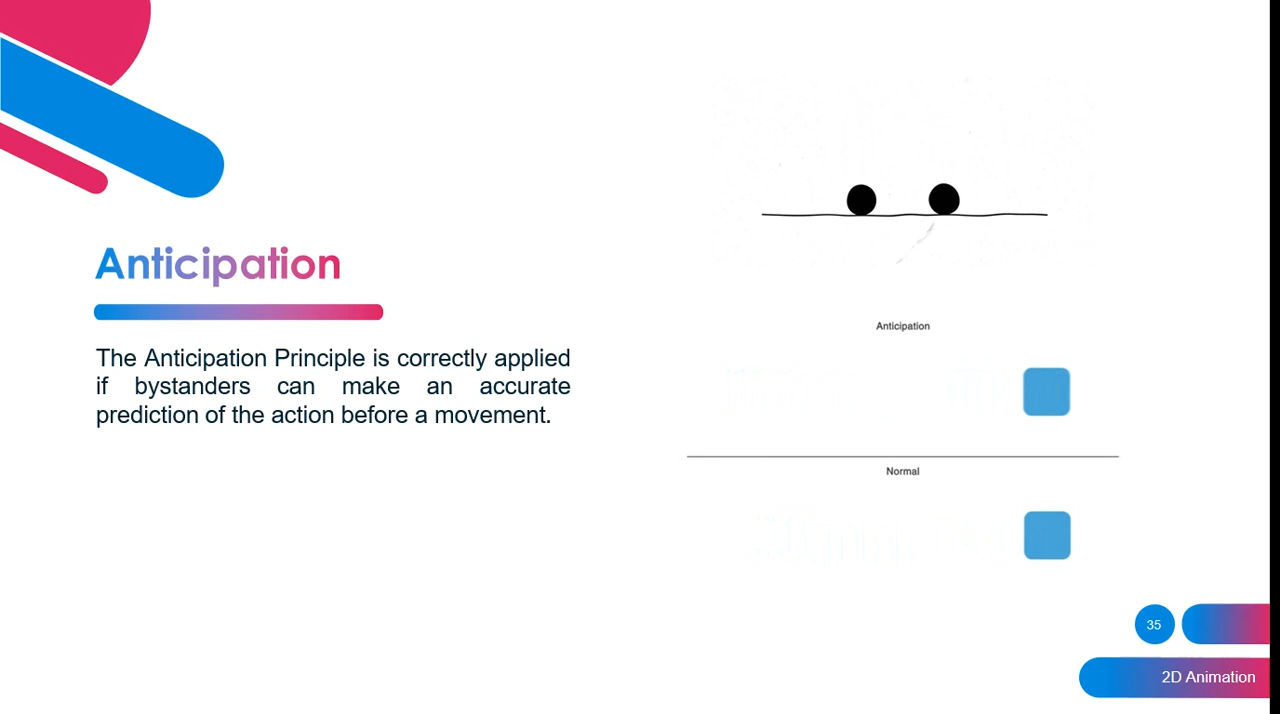 Anticipation
The Anticipation Principle is correctly applied
if bystanders can make an accurate
prediction of the action before a movement.
Anticipation
Normal
35
2D Animation